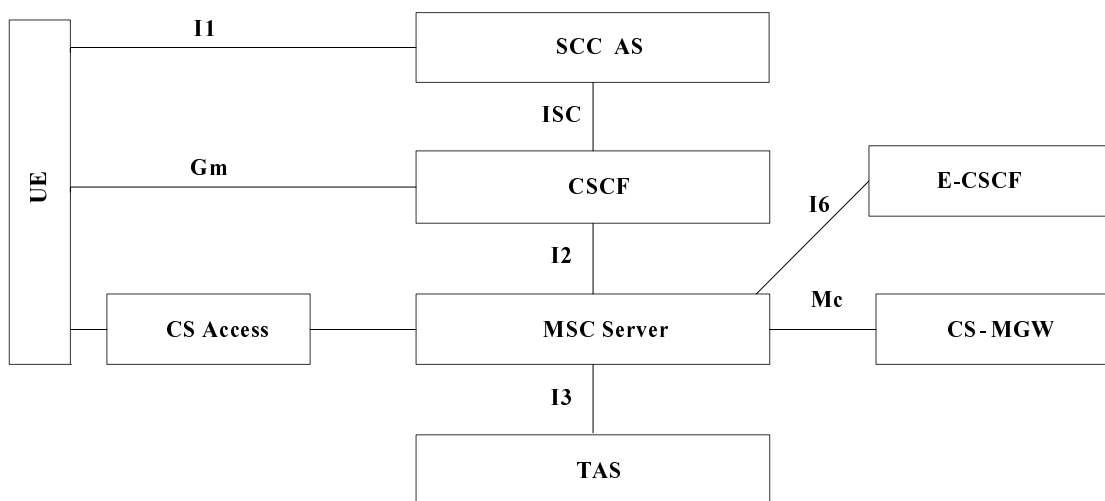 I1
SCC AS
ISC
UE
Gm
CSCF
E-CSCF
I6
I2
Mc
CS Access
MSC Server
CS-MGW
I3
TAS